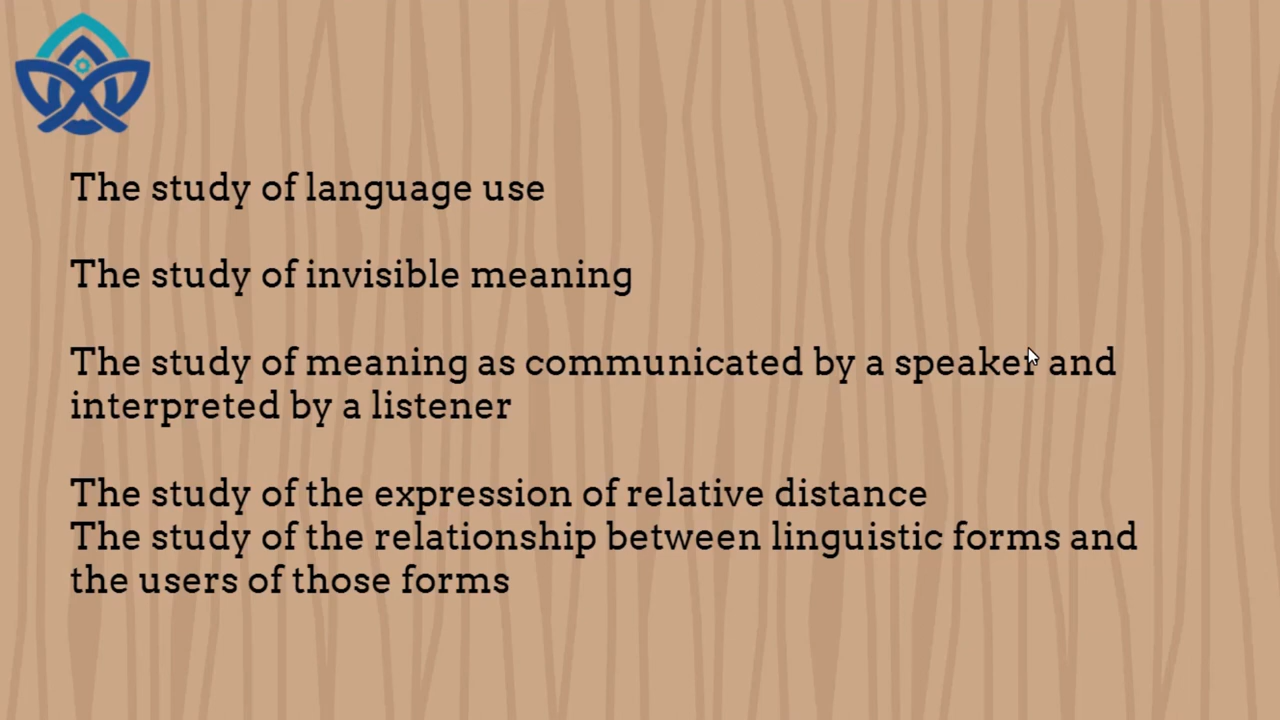 The study of language use
The study of invisible meaning
The study of meaning as communicated by a speaker and
interpreted by a listener
The study of the expression of relative distance
The study of the relationship between linguistic forms and
the users of those forms